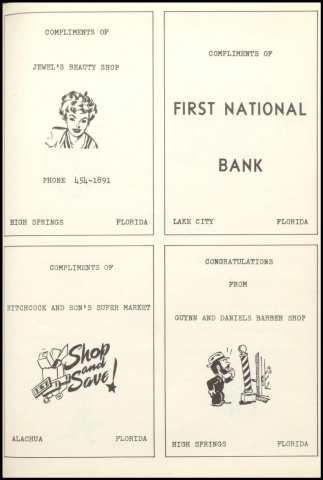 COMPLIMENTS OF
JEWEL'S BEAUTY SHOP
PHONE 454-1891
HIGH SPRINGS FLORIDA
COMPLIMENTS OF
FIRST NATIONAL
BANK
LAKE CITY FLORIDA
COMPLIMENTS OF
HITCHCOCK AND SON'S SUPER MARKET
Shop
and
Save!
ALACHUA FLORIDA
CONGRATULATIONS
FROM
GUYNN AND DANIELS BARBER SHOP
HIGH SPRINGS FLORIDA